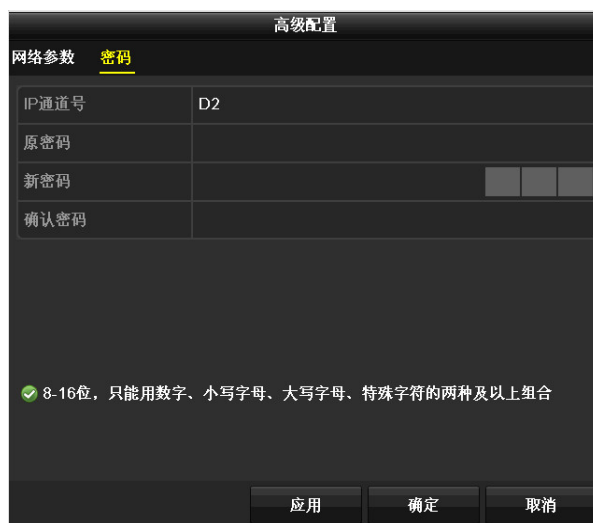 高级配置
网络参数 密码
IP通道号 D2
原密码
新密码
确认密码
8-16位，只能用数字、小写字母、大写字母、特殊字符的两种及以上组合
应用 确定 取消